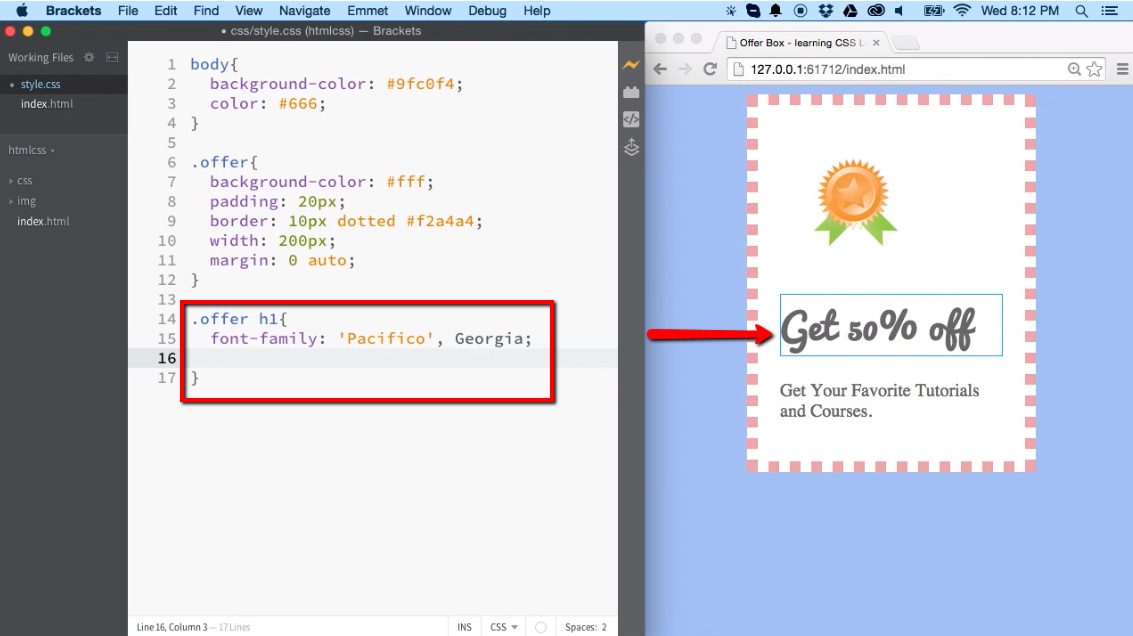 Brackets File Edit Find View Navigate Emmet Window Debug Help Wed 8:12 PM
• css/style.css (htmlcss) — Brackets
Working Files
style.css
index.html
htmlcss
css
img
index.html
1 body{
2 background-color: #9fc0f4;
3 color: #666;
4 }
5
6 .offer{
7 background-color: #fff;
8 padding: 20px;
9 border: 10px dotted #f2a4a4;
10 width: 200px;
11 margin: 0 auto;
12 }
13
14 .offer h1{
15 font-family: 'Pacifico', Georgia;
16
17 }
Line 16, Column 3 — 17 Lines
INS CSS Spaces: 2
Offer Box - learning CSS L
127.0.0.1:61712/index.html
Get 50% off
Get Your Favorite Tutorials
and Courses.